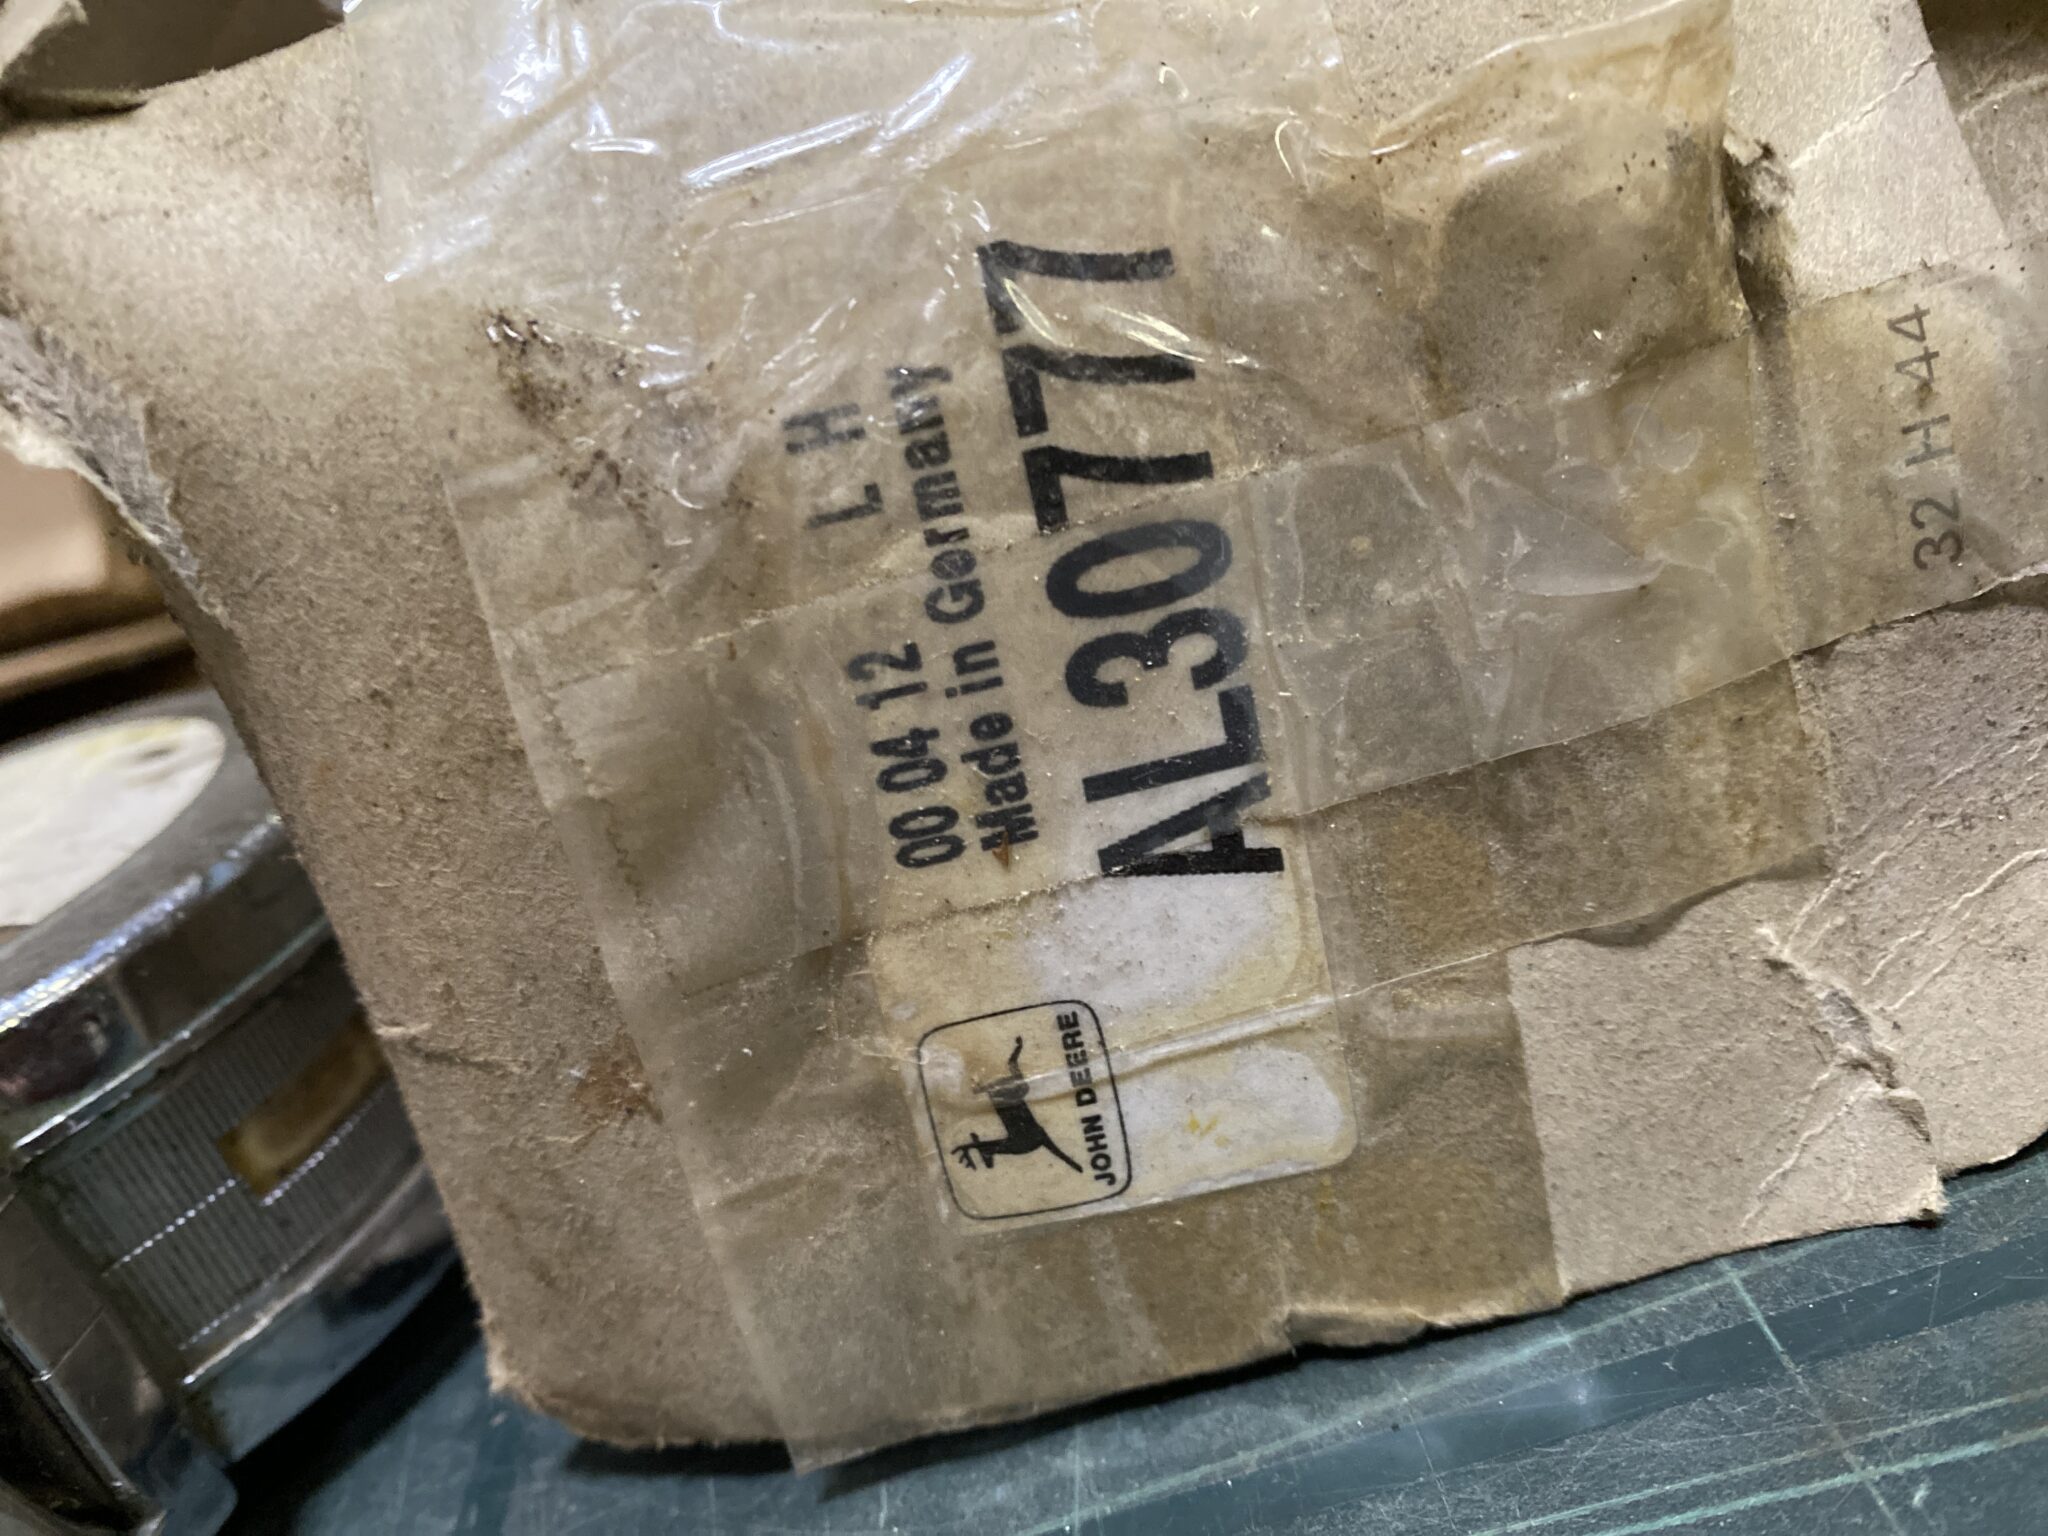 JOHN DEERE
00 04 12 L H
Made in Germany
AL30777
32 H 44